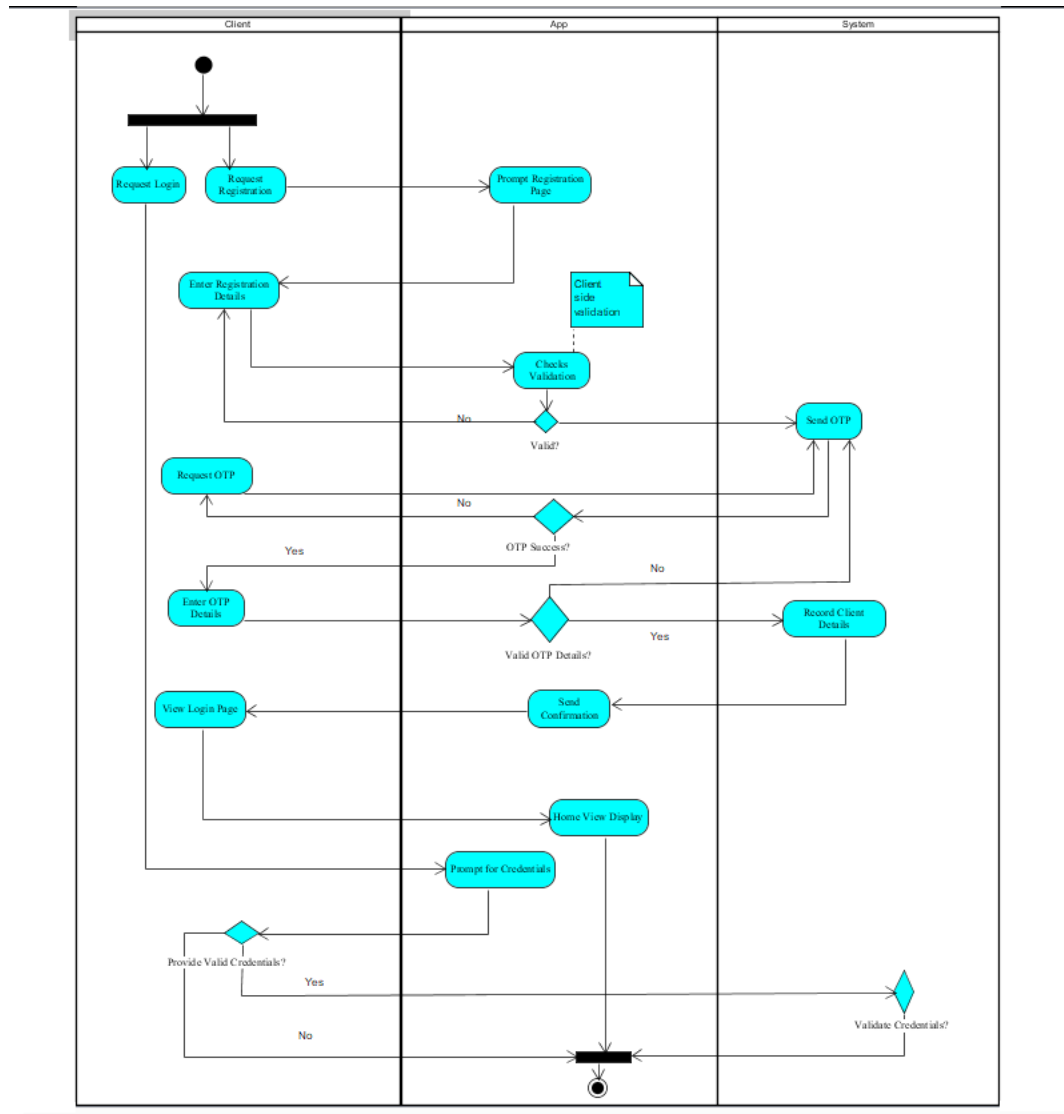 Client
App
System
Request Login
Request
Registration
Prompt Registration
Page
Enter Registration
Details
Client
side
validation
Checks
Validation
No
Valid?
Send OTP
Request OTP
No
OTP Success?
Yes
No
Enter OTP
Details
Valid OTP Details?
Yes
Record Client
Details
View Login Page
Send
Confirmation
Home View Display
Prompt for Credentials
Provide Valid Credentials?
Yes
Validate Credentials?
No